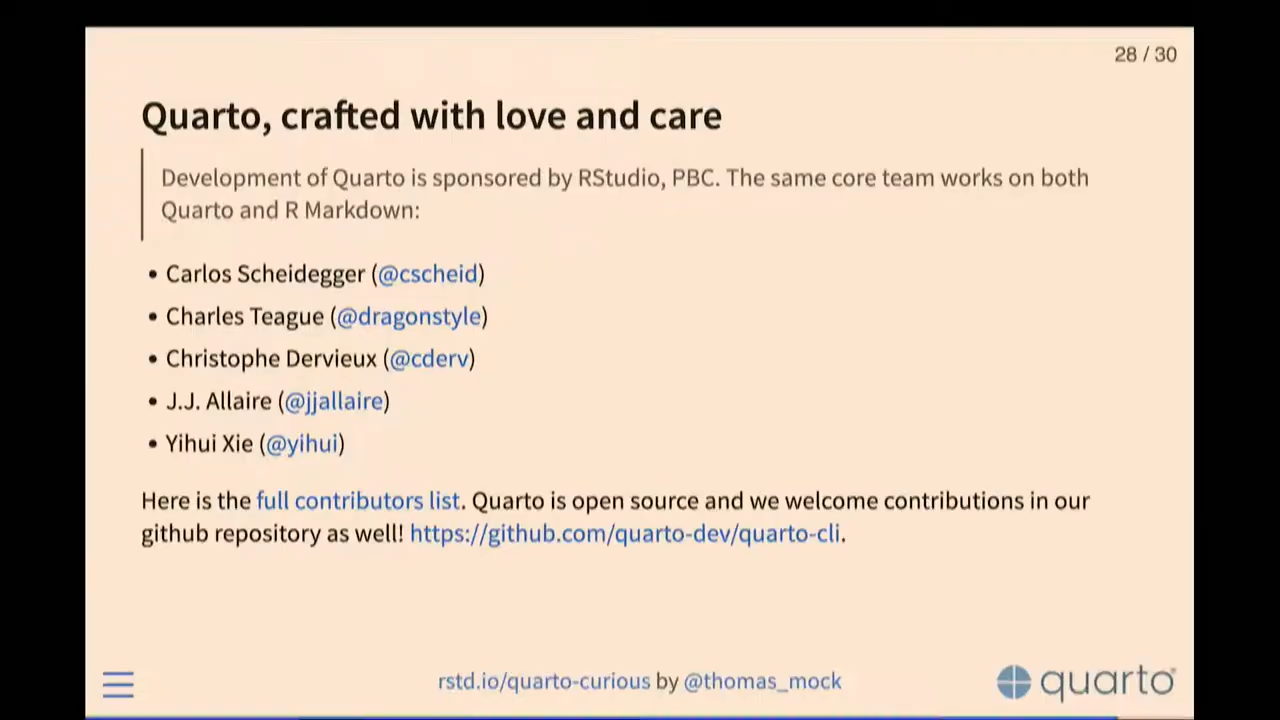 28 / 30
Quarto, crafted with love and care
Development of Quarto is sponsored by RStudio, PBC. The same core team works on both
Quarto and R Markdown:
• Carlos Scheidegger (@cscheid)
• Charles Teague (@dragonstyle)
• Christophe Dervieux (@cderv)
• J.J. Allaire (@jjallaire)
• Yihui Xie (@yihui)
Here is the full contributors list. Quarto is open source and we welcome contributions in our
github repository as well! https://github.com/quarto-dev/quarto-cli.
rstd.io/quarto-curious by @thomas_mock
quarto